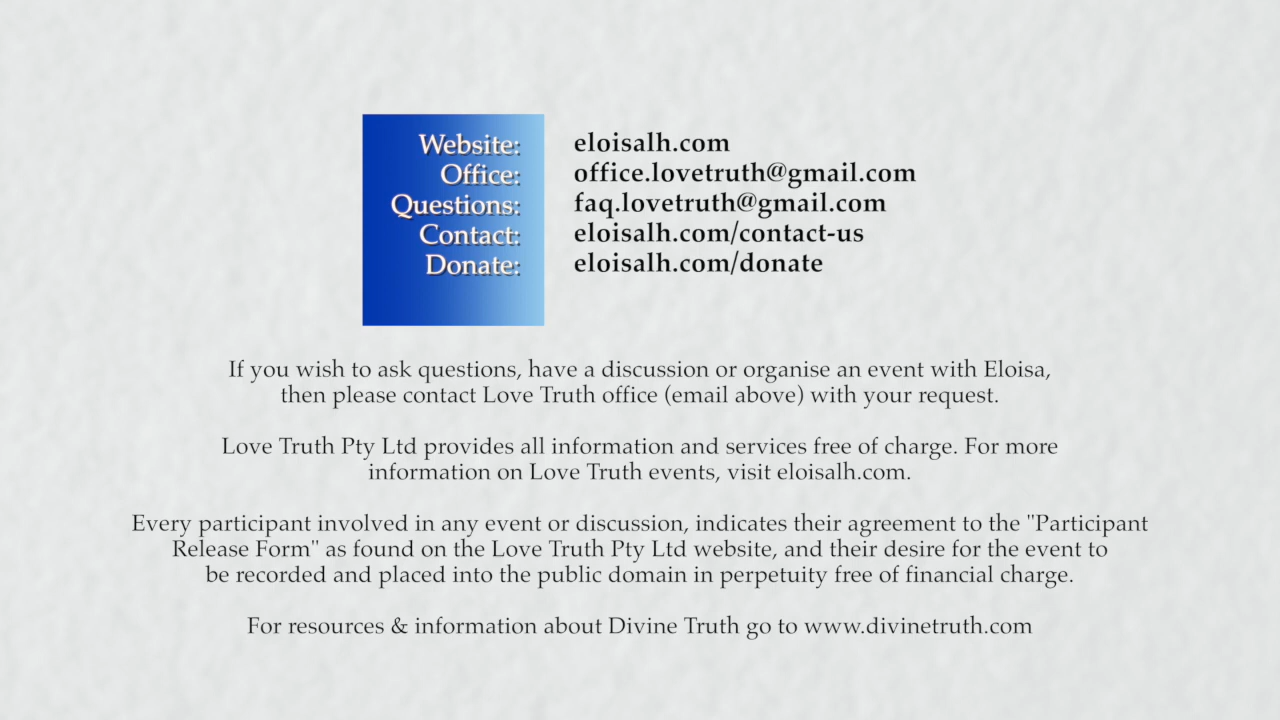 Website: eloisalh.com
Office: office.lovetruth@gmail.com
Questions: faq.lovetruth@gmail.com
Contact: eloisalh.com/contact-us
Donate: eloisalh.com/donate
If you wish to ask questions, have a discussion or organise an event with Eloisa,
then please contact Love Truth office (email above) with your request.
Love Truth Pty Ltd provides all information and services free of charge. For more
information on Love Truth events, visit eloisalh.com.
Every participant involved in any event or discussion, indicates their agreement to the "Participant
Release Form" as found on the Love Truth Pty Ltd website, and their desire for the event to
be recorded and placed into the public domain in perpetuity free of financial charge.
For resources & information about Divine Truth go to www.divinetruth.com